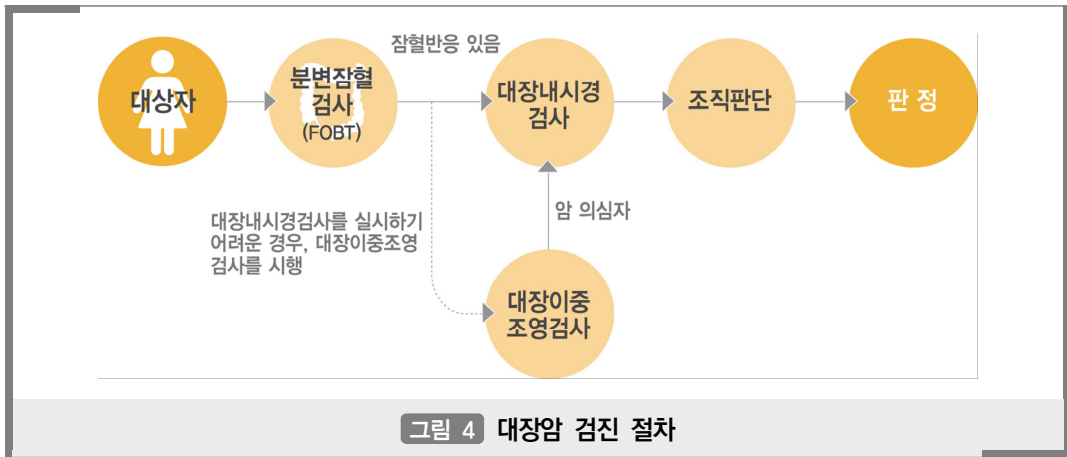 잠혈반응 있음
대상자
분변잠혈
검사
(FOBT)
대장내시경
검사
조직판단
판 정
대장내시경검사를 실시하기
어려운 경우, 대장이중조영
검사를 시행
암 의심자
대장이중
조영검사
그림 4 대장암 검진 절차